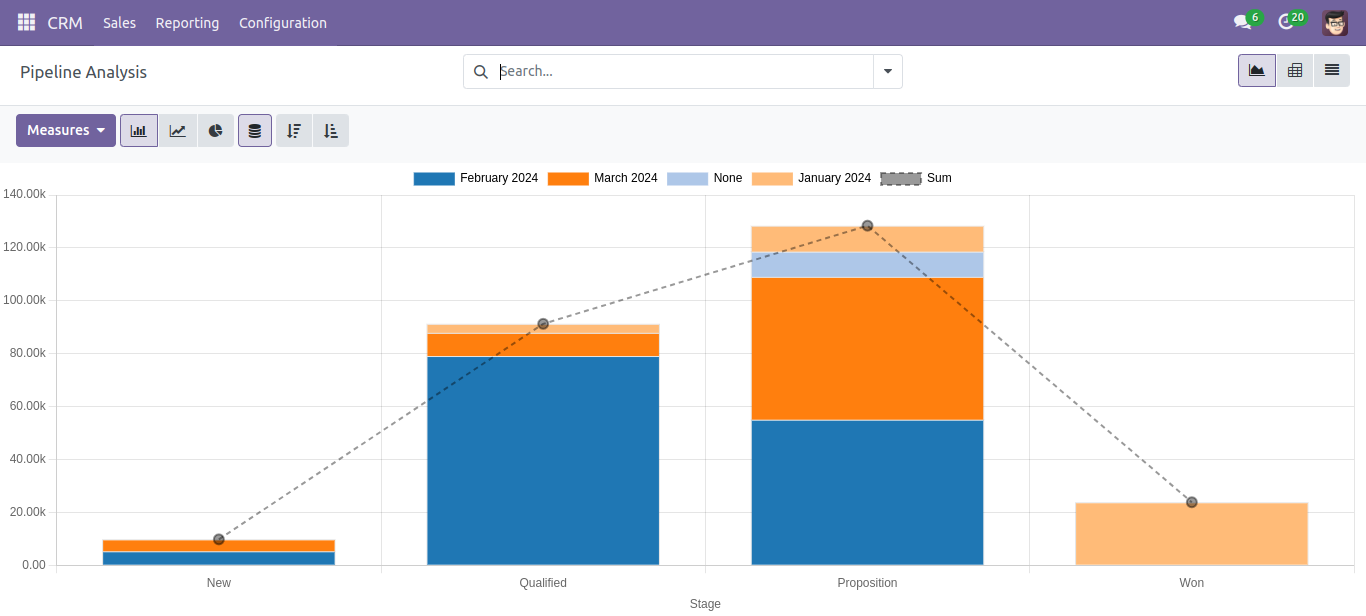 CRM Sales Reporting Configuration 6 20
Pipeline Analysis Search...
Measures
February 2024 March 2024 None January 2024 Sum
140.00k
120.00k
100.00k
80.00k
60.00k
40.00k
20.00k
0.00
New Qualified Proposition Won
Stage